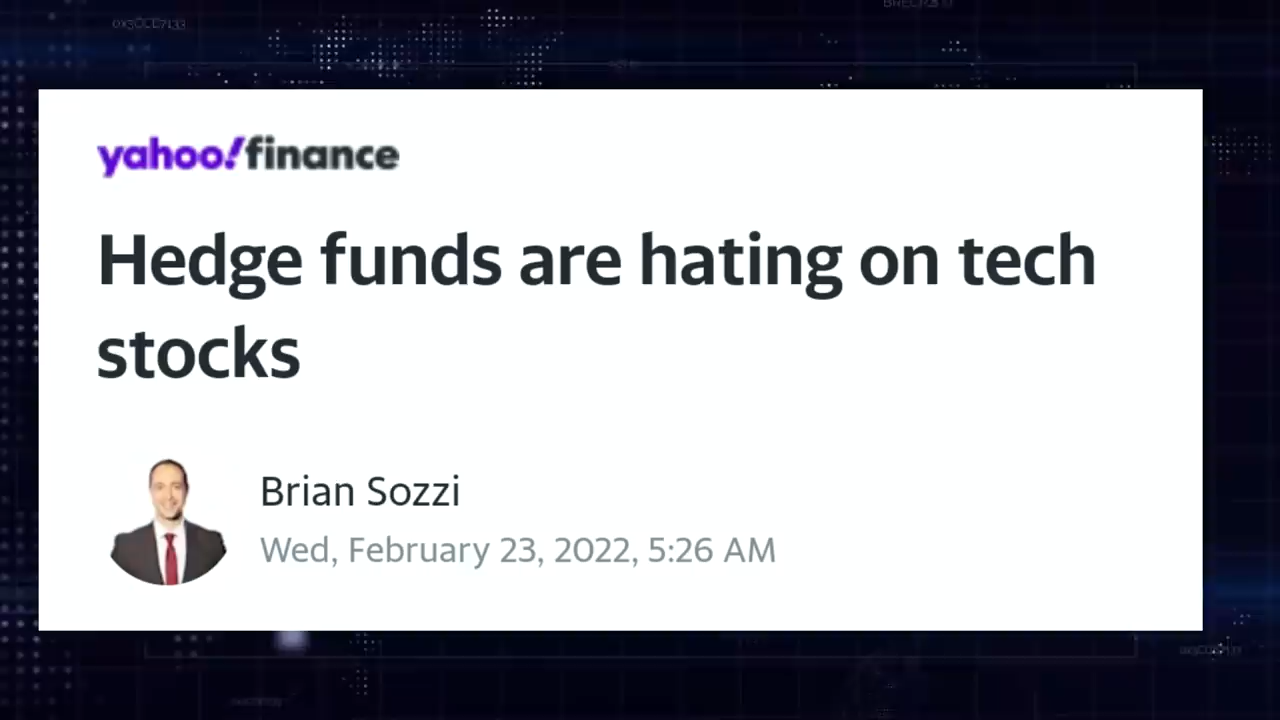 yahoo!finance
Hedge funds are hating on tech
stocks
Brian Sozzi
Wed, February 23, 2022, 5:26 AM